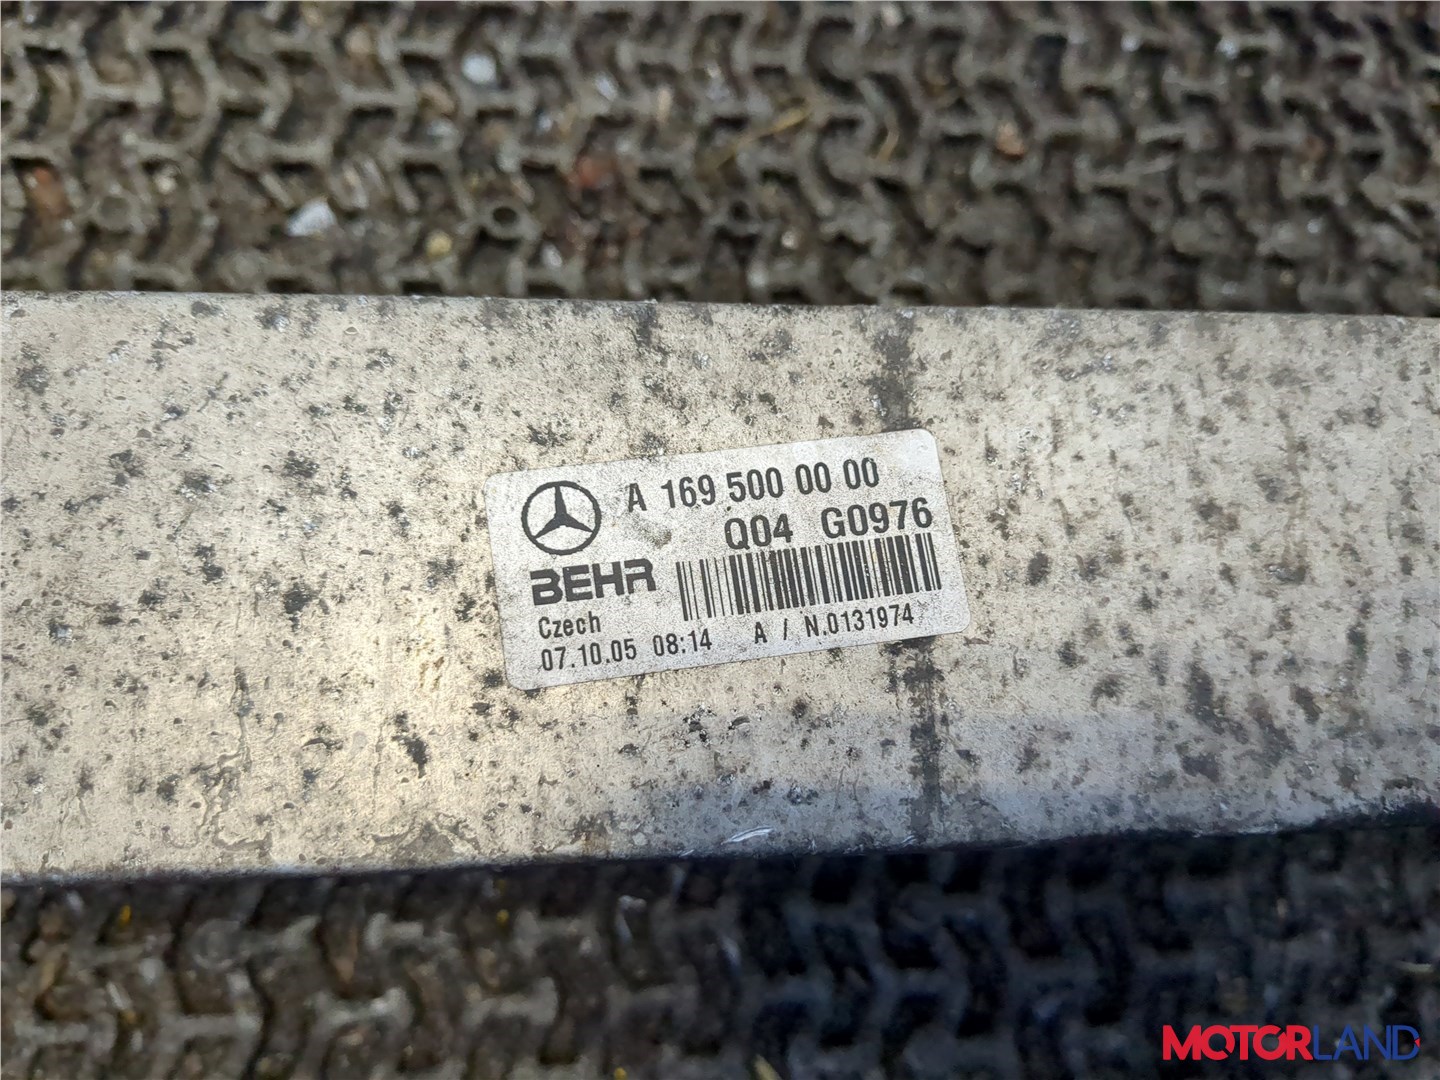 A 169 500 00 00
Q04 G0976
BEHR
Czech
07.10.05 08:14 A / N.0131974
MOTORLAND